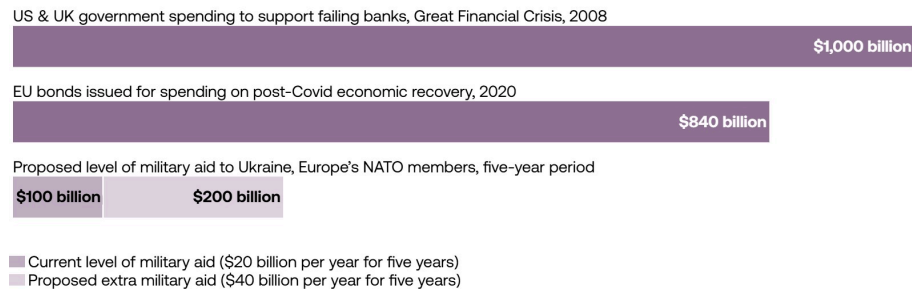 US & UK government spending to support failing banks, Great Financial Crisis, 2008
$1,000 billion
EU bonds issued for spending on post-Covid economic recovery, 2020
$840 billion
Proposed level of military aid to Ukraine, Europe’s NATO members, five-year period
$100 billion $200 billion
Current level of military aid ($20 billion per year for five years)
Proposed extra military aid ($40 billion per year for five years)